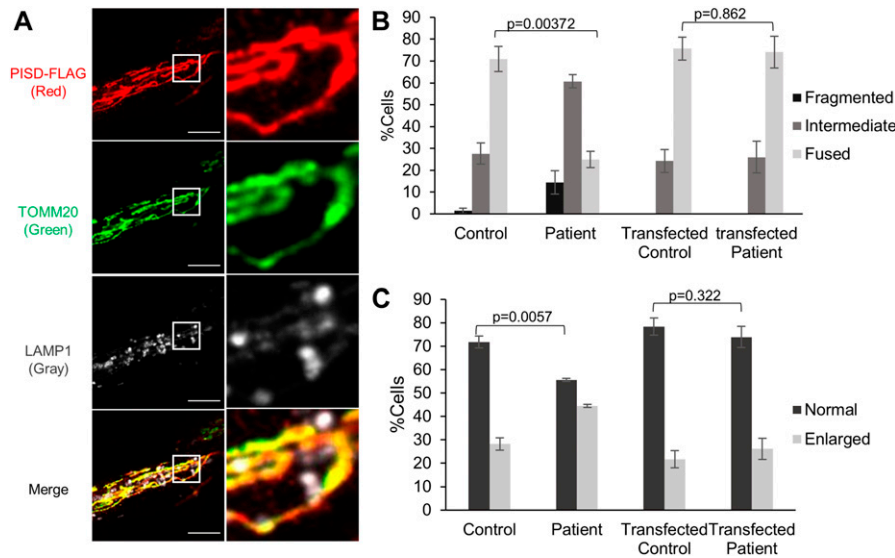 A
PISD-FLAG
(Red)
TOMM20
(Green)
LAMP1
(Gray)
Merge
B
p=0.00372
p=0.862
90
80
70
60
50
40
30
20
10
0
%Cells
Control
Patient
Transfected
Control
transfected
Patient
Fragmented
Intermediate
Fused
C
p=0.0057
p=0.322
90
80
70
60
50
40
30
20
10
0
%Cells
Control
Patient
Transfected
Control
Transfected
Patient
Normal
Enlarged